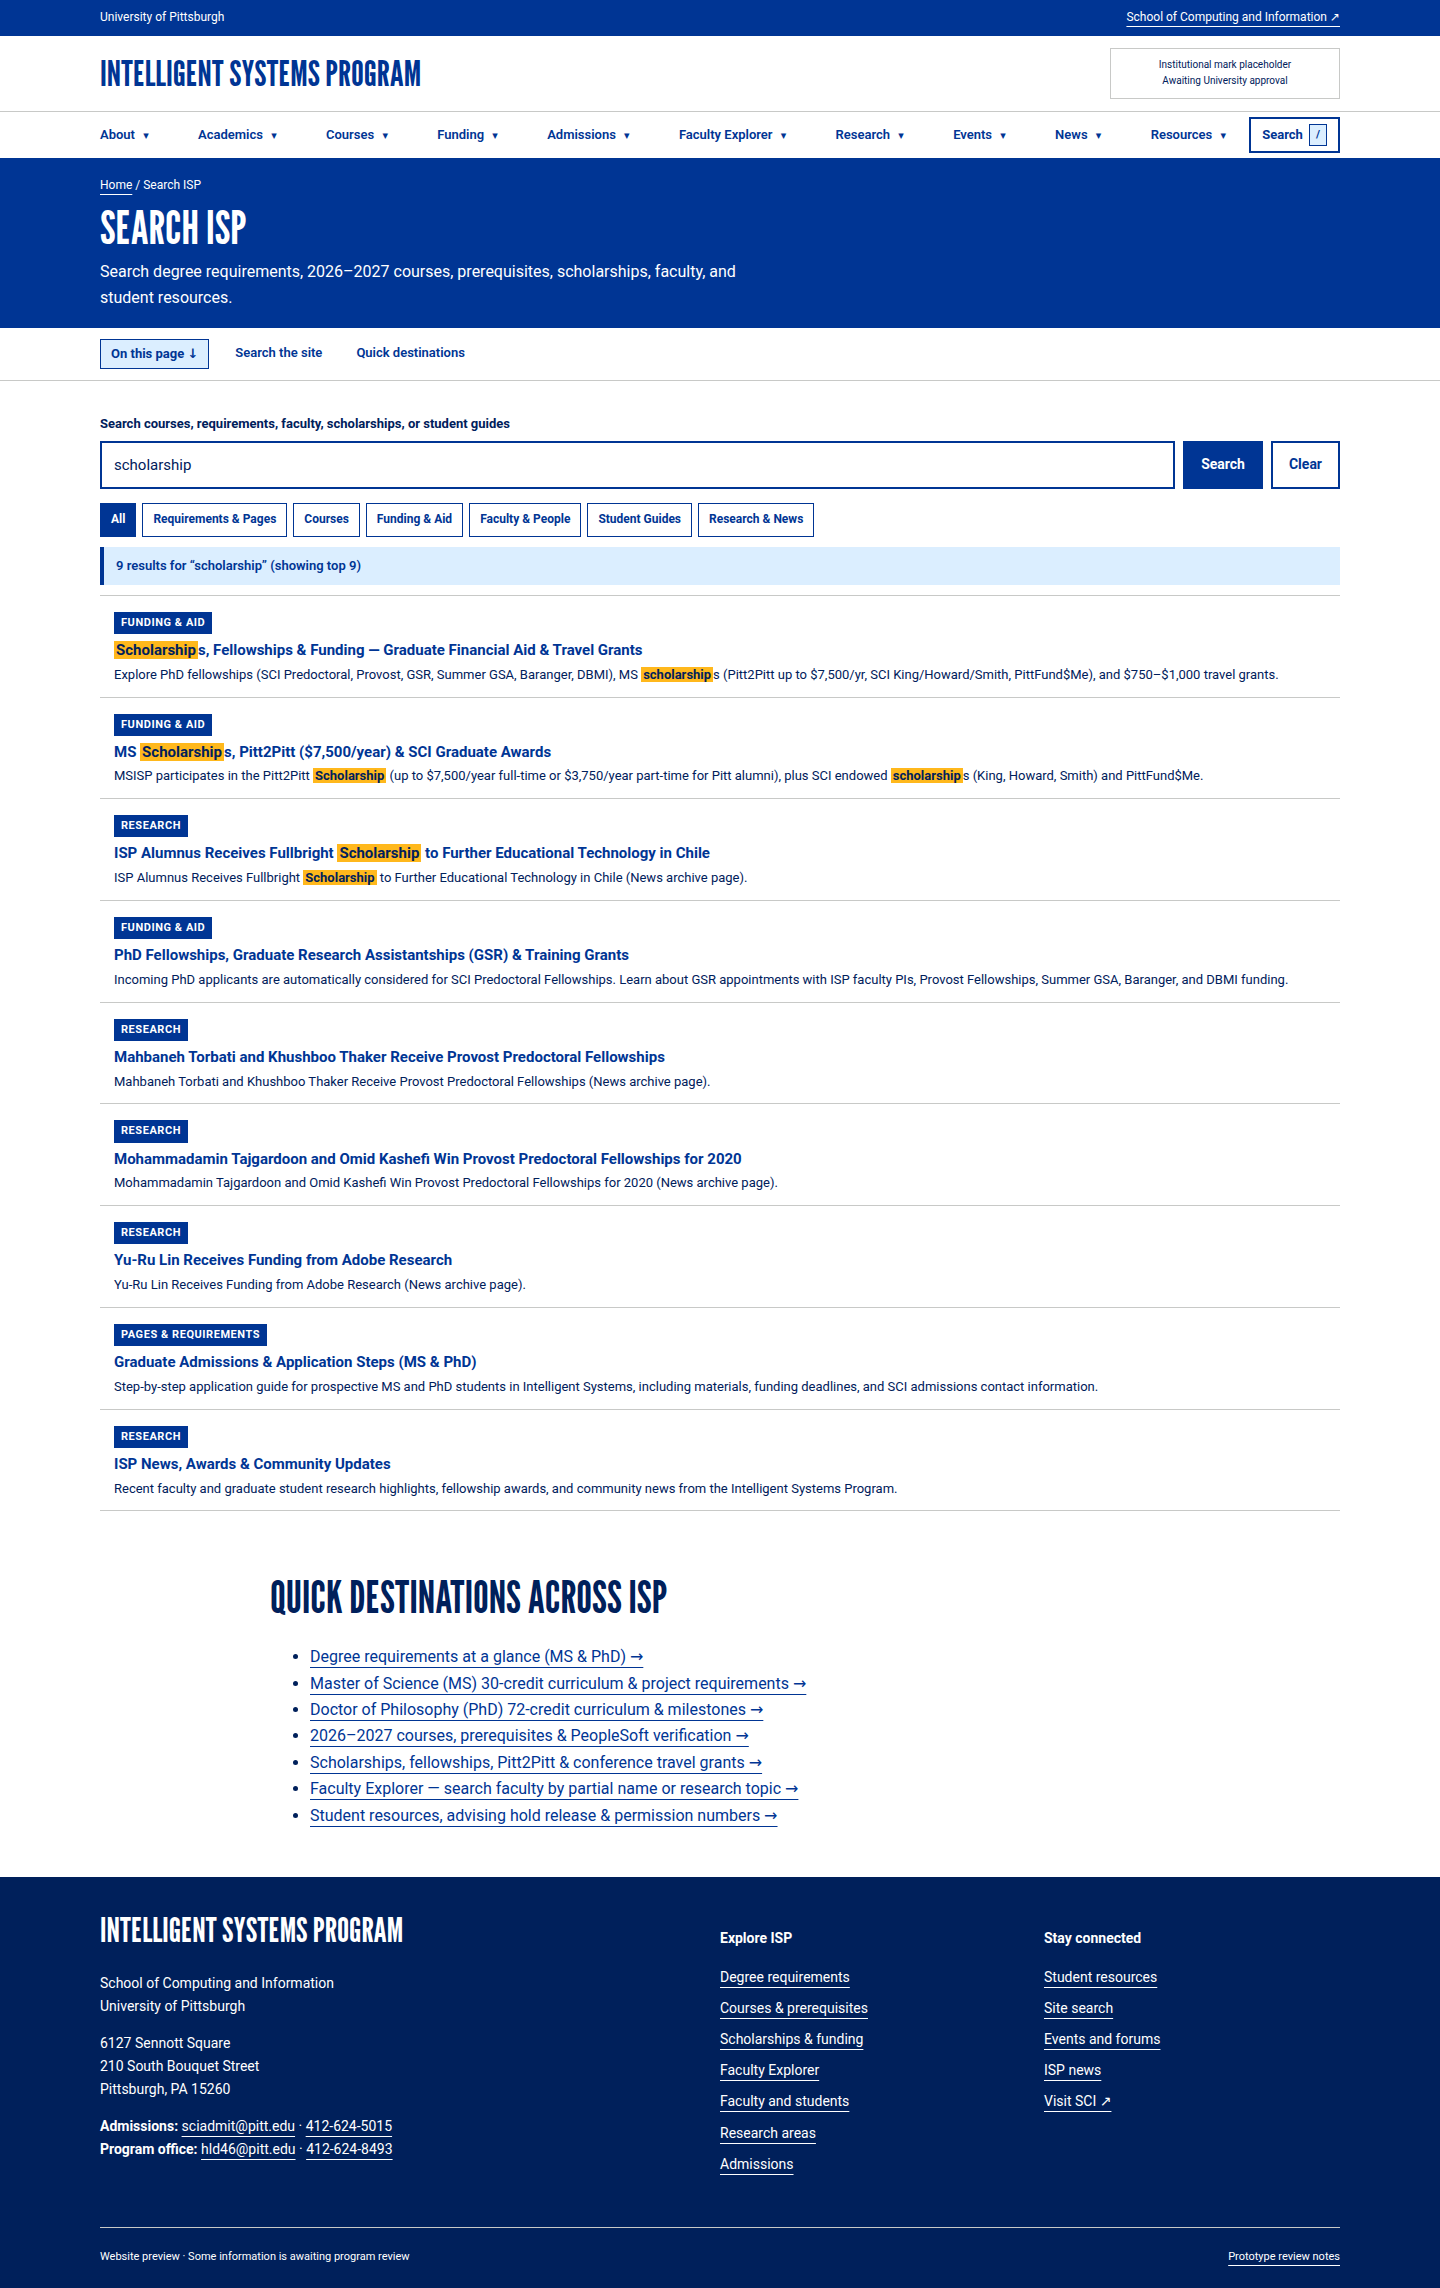 University of Pittsburgh
School of Computing and Information ↗
INTELLIGENT SYSTEMS PROGRAM
Institutional mark placeholder
Awaiting University approval
About ▾ Academics ▾ Courses ▾ Funding ▾ Admissions ▾ Faculty Explorer ▾ Research ▾ Events ▾ News ▾ Resources ▾ Search /
Home / Search ISP
SEARCH ISP
Search degree requirements, 2026–2027 courses, prerequisites, scholarships, faculty, and
student resources.
On this page ↓ Search the site Quick destinations
Search courses, requirements, faculty, scholarships, or student guides
scholarship Search Clear
All Requirements & Pages Courses Funding & Aid Faculty & People Student Guides Research & News
9 results for “scholarship” (showing top 9)
FUNDING & AID
Scholarships, Fellowships & Funding — Graduate Financial Aid & Travel Grants
Explore PhD fellowships (SCI Predoctoral, Provost, GSR, Summer GSA, Baranger, DBMI), MS scholarships (Pitt2Pitt up to $7,500/yr, SCI King/Howard/Smith, PittFund$Me), and $750–$1,000 travel grants.
FUNDING & AID
MS Scholarships, Pitt2Pitt ($7,500/year) & SCI Graduate Awards
MSISP participates in the Pitt2Pitt Scholarship (up to $7,500/year full-time or $3,750/year part-time for Pitt alumni), plus SCI endowed scholarships (King, Howard, Smith) and PittFund$Me.
RESEARCH
ISP Alumnus Receives Fullbright Scholarship to Further Educational Technology in Chile
ISP Alumnus Receives Fullbright Scholarship to Further Educational Technology in Chile (News archive page).
FUNDING & AID
PhD Fellowships, Graduate Research Assistantships (GSR) & Training Grants
Incoming PhD applicants are automatically considered for SCI Predoctoral Fellowships. Learn about GSR appointments with ISP faculty PIs, Provost Fellowships, Summer GSA, Baranger, and DBMI funding.
RESEARCH
Mahbaneh Torbati and Khushboo Thaker Receive Provost Predoctoral Fellowships
Mahbaneh Torbati and Khushboo Thaker Receive Provost Predoctoral Fellowships (News archive page).
RESEARCH
Mohammadamin Tajgardoon and Omid Kashefi Win Provost Predoctoral Fellowships for 2020
Mohammadamin Tajgardoon and Omid Kashefi Win Provost Predoctoral Fellowships for 2020 (News archive page).
RESEARCH
Yu-Ru Lin Receives Funding from Adobe Research
Yu-Ru Lin Receives Funding from Adobe Research (News archive page).
PAGES & REQUIREMENTS
Graduate Admissions & Application Steps (MS & PhD)
Step-by-step application guide for prospective MS and PhD students in Intelligent Systems, including materials, funding deadlines, and SCI admissions contact information.
RESEARCH
ISP News, Awards & Community Updates
Recent faculty and graduate student research highlights, fellowship awards, and community news from the Intelligent Systems Program.
QUICK DESTINATIONS ACROSS ISP
• Degree requirements at a glance (MS & PhD) →
• Master of Science (MS) 30-credit curriculum & project requirements →
• Doctor of Philosophy (PhD) 72-credit curriculum & milestones →
• 2026–2027 courses, prerequisites & PeopleSoft verification →
• Scholarships, fellowships, Pitt2Pitt & conference travel grants →
• Faculty Explorer — search faculty by partial name or research topic →
• Student resources, advising hold release & permission numbers →
INTELLIGENT SYSTEMS PROGRAM
School of Computing and Information
University of Pittsburgh
6127 Sennott Square
210 South Bouquet Street
Pittsburgh, PA 15260
Admissions: sciadmit@pitt.edu · 412-624-5015
Program office: hld46@pitt.edu · 412-624-8493
Explore ISP
Degree requirements
Courses & prerequisites
Scholarships & funding
Faculty Explorer
Faculty and students
Research areas
Admissions
Stay connected
Student resources
Site search
Events and forums
ISP news
Visit SCI ↗
Website preview · Some information is awaiting program review
Prototype review notes